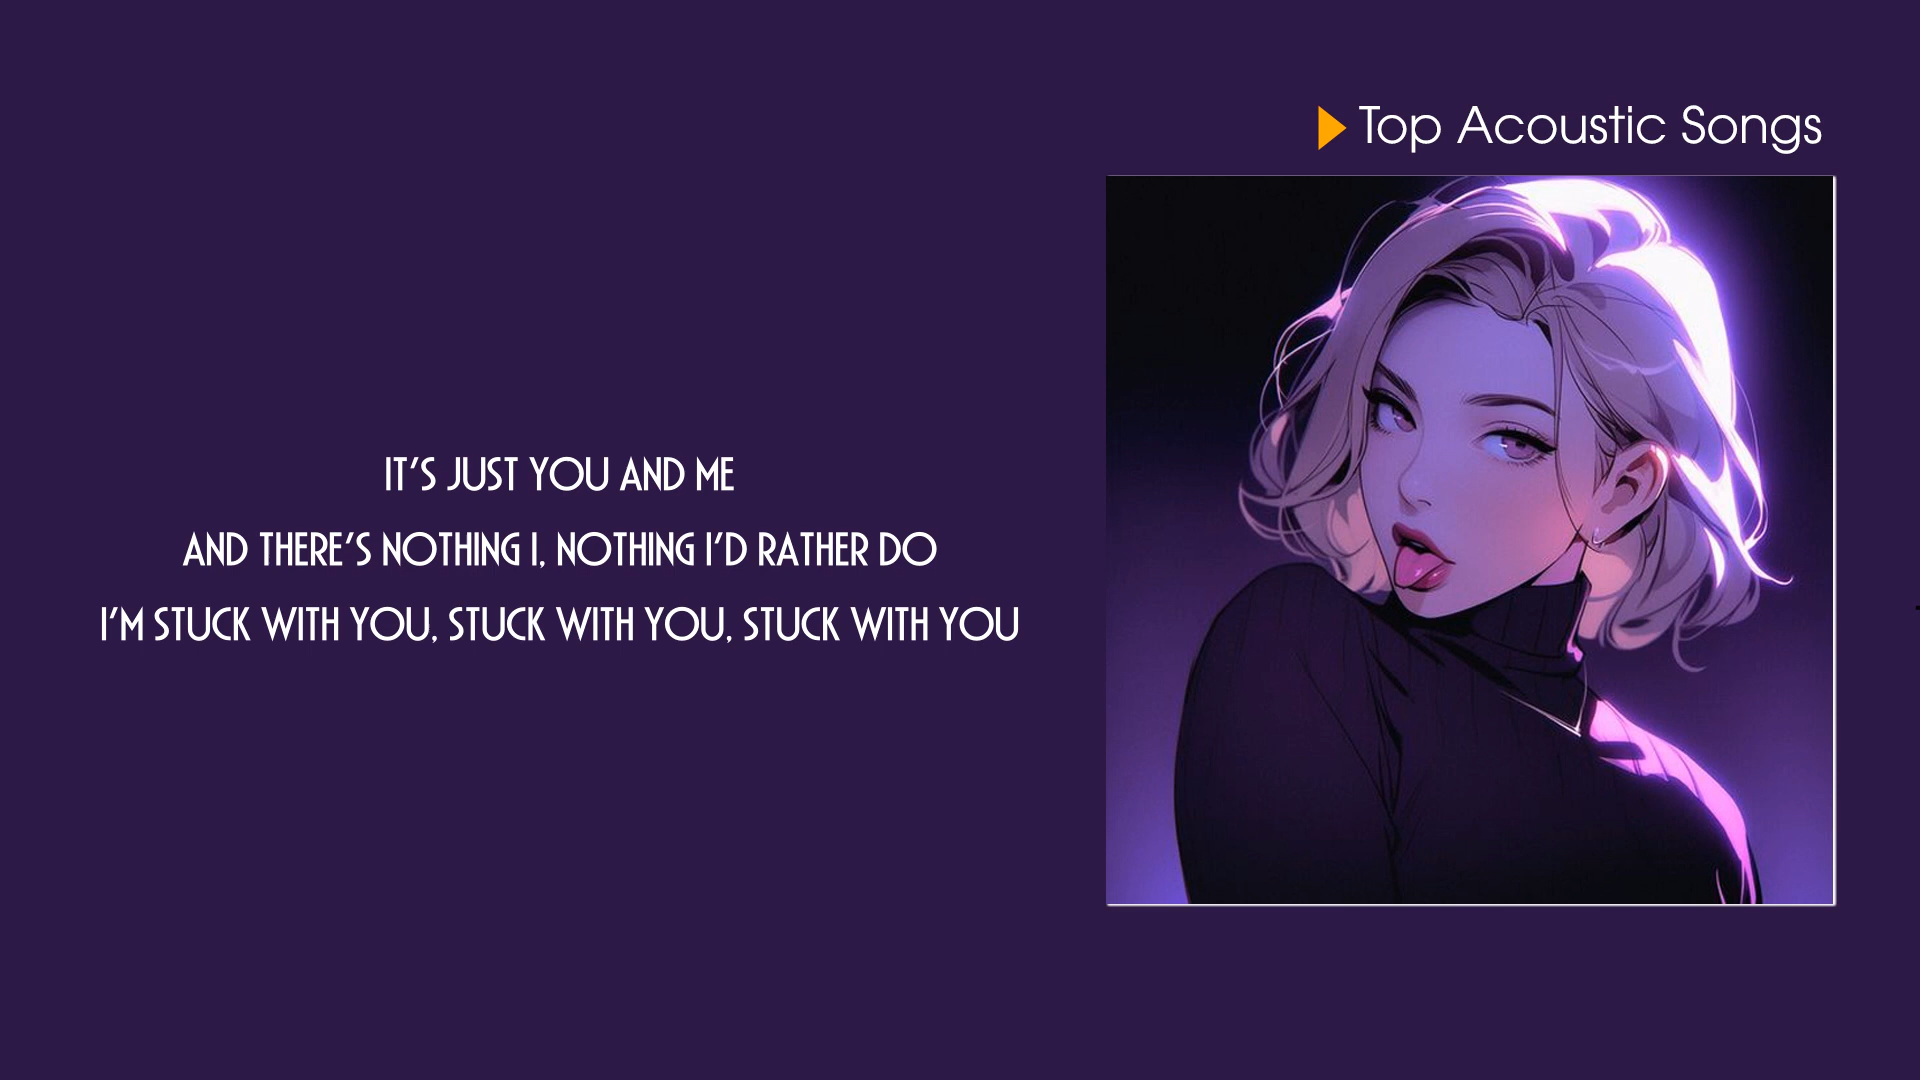 Top Acoustic Songs
IT'S JUST YOU AND ME
AND THERE'S NOTHING I, NOTHING I'D RATHER DO
I'M STUCK WITH YOU, STUCK WITH YOU, STUCK WITH YOU